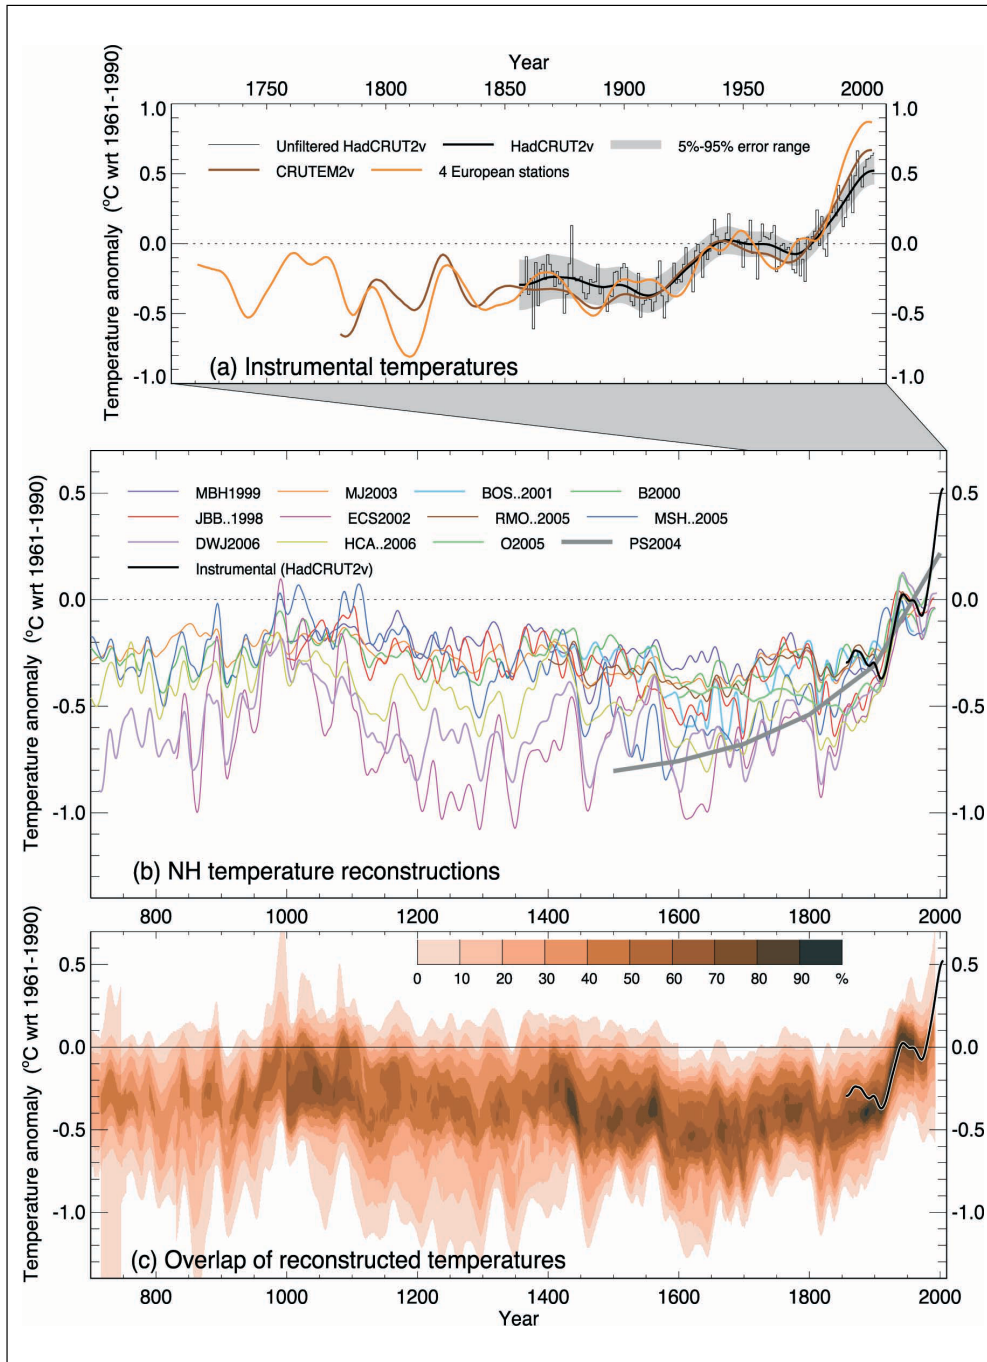 Year
1750 1800 1850 1900 1950 2000
Temperature anomaly (°C wrt 1961-1990)
1.0 1.0
0.5 0.5
0.0 0.0
-0.5 -0.5
-1.0 -1.0
Unfiltered HadCRUT2v HadCRUT2v 5%-95% error range
CRUTEM2v 4 European stations
(a) Instrumental temperatures
Temperature anomaly (°C wrt 1961-1990)
0.5 0.5
0.0 0.0
-0.5 -0.5
-1.0 -1.0
MBH1999 MJ2003 BOS..2001 B2000
JBB..1998 ECS2002 RMO..2005 MSH..2005
DWJ2006 HCA..2006 O2005 PS2004
Instrumental (HadCRUT2v)
(b) NH temperature reconstructions
800 1000 1200 1400 1600 1800 2000
Temperature anomaly (°C wrt 1961-1990)
0.5 0.5
0.0 0.0
-0.5 -0.5
-1.0 -1.0
0 10 20 30 40 50 60 70 80 90 %
(c) Overlap of reconstructed temperatures
800 1000 1200 1400 1600 1800 2000
Year